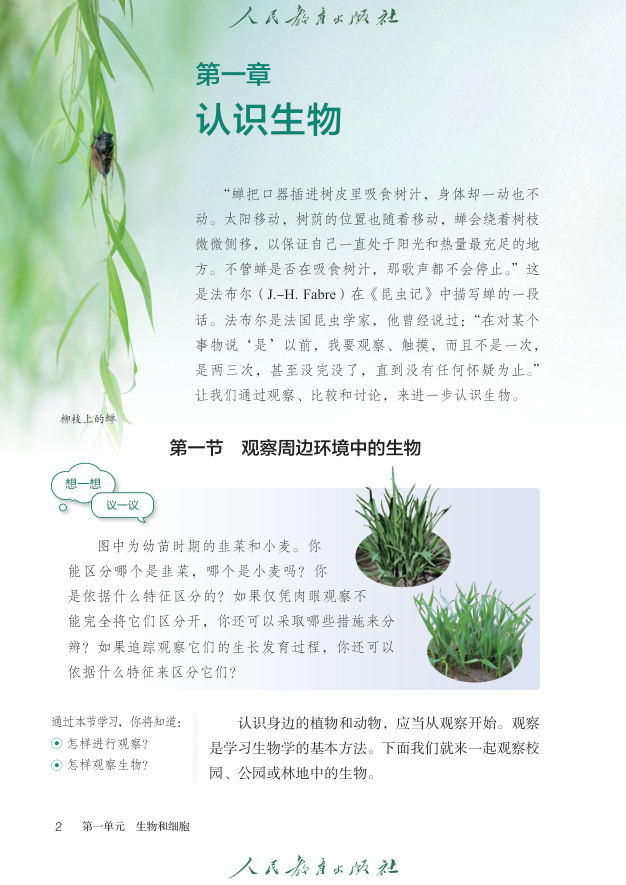 人民教育出版社
第一章
认识生物
“蝉把口器插进树皮里吸食树汁，身体却一动也不
动。太阳移动，树荫的位置也随着移动，蝉会绕着树枝
微微侧移，以保证自己一直处于阳光和热量最充足的地
方。不管蝉是否在吸食树汁，那歌声都不会停止。”这
是法布尔（J.–H. Fabre）在《昆虫记》中描写蝉的一段
话。法布尔是法国昆虫学家，他曾经说过：“在对某个
事物说‘是’以前，我要观察、触摸，而且不是一次，
是两三次，甚至没完没了，直到没有任何怀疑为止。”
让我们通过观察、比较和讨论，来进一步认识生物。
柳枝上的蝉
第一节　观察周边环境中的生物
想一想
议一议
图中为幼苗时期的韭菜和小麦。你
能区分哪个是韭菜，哪个是小麦吗？你
是依据什么特征区分的？如果仅凭肉眼观察不
能完全将它们区分开，你还可以采取哪些措施来分
辨？如果追踪观察它们的生长发育过程，你还可以
依据什么特征来区分它们？
通过本节学习，你将知道：
怎样进行观察？
怎样观察生物？
认识身边的植物和动物，应当从观察开始。观察
是学习生物学的基本方法。下面我们就来一起观察校
园、公园或林地中的生物。
2　第一单元　生物和细胞
人民教育出版社